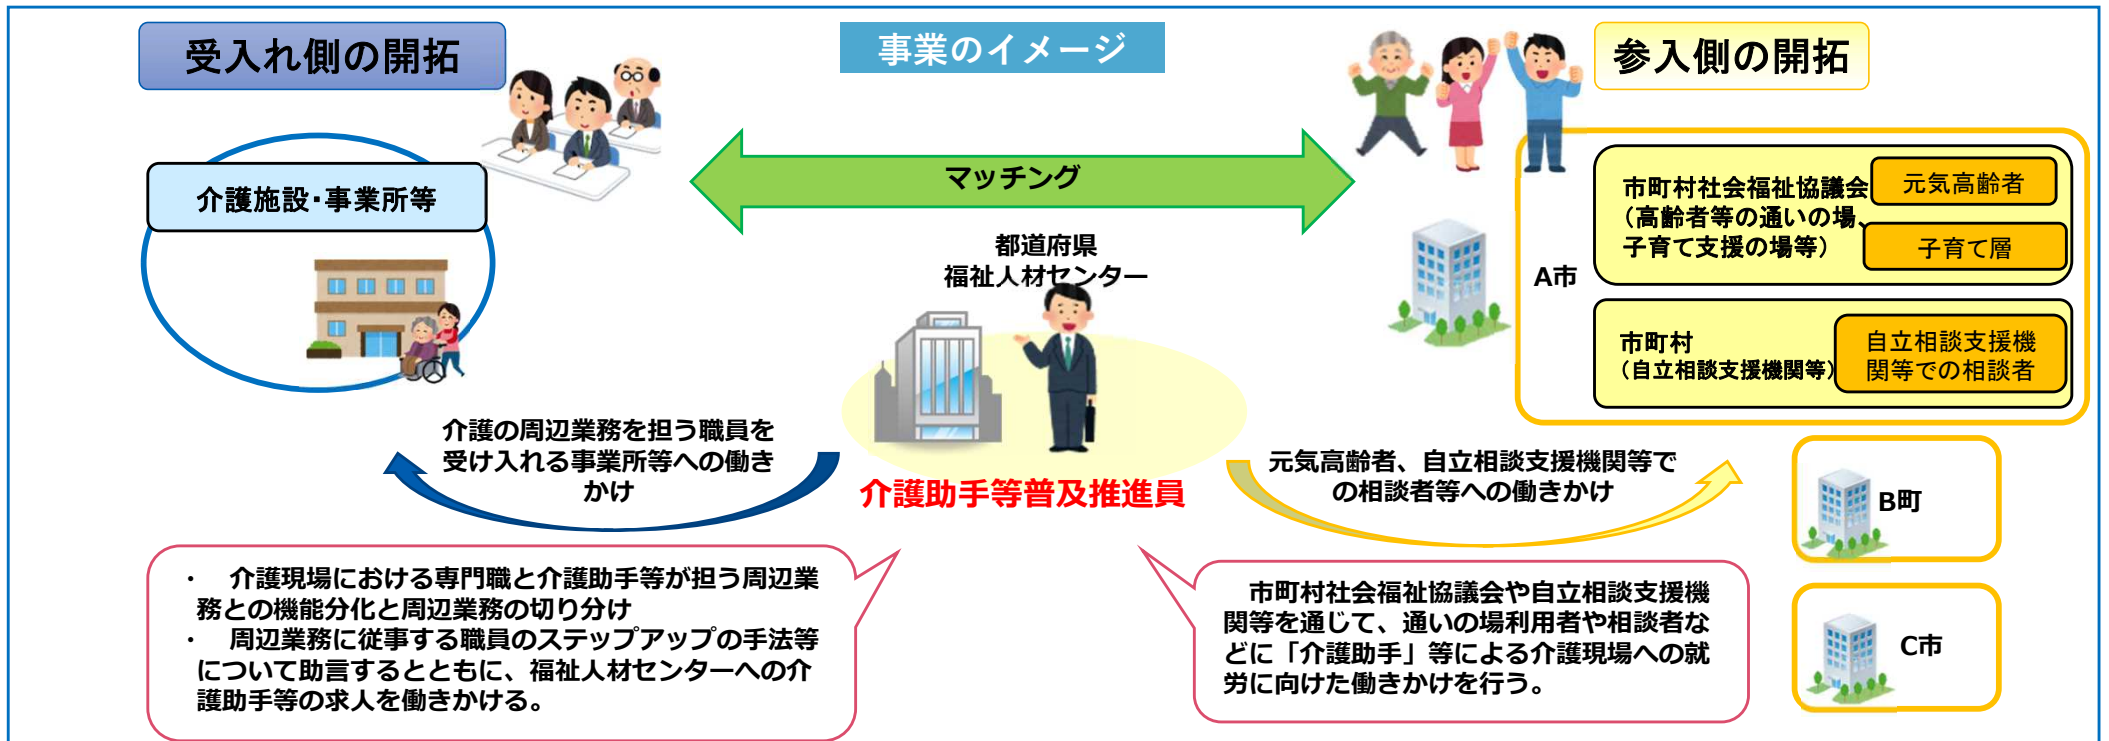 受入れ側の開拓
事業のイメージ
参入側の開拓
介護施設・事業所等
マッチング
都道府県
福祉人材センター
介護助手等普及推進員
A市
市町村社会福祉協議会
（高齢者等の通いの場、
子育て支援の場等）
元気高齢者
子育て層
市町村
（自立相談支援機関等）
自立相談支援機
関等での相談者
介護の周辺業務を担う職員を
受け入れる事業所等への働き
かけ
元気高齢者、自立相談支援機関等で
の相談者等への働きかけ
B町
C市
・　介護現場における専門職と介護助手等が担う周辺業
務との機能分化と周辺業務の切り分け
・　周辺業務に従事する職員のステップアップの手法等
について助言するとともに、福祉人材センターへの介
護助手等の求人を働きかける。
市町村社会福祉協議会や自立相談支援機
関等を通じて、通いの場利用者や相談者な
どに「介護助手」等による介護現場への就
労に向けた働きかけを行う。